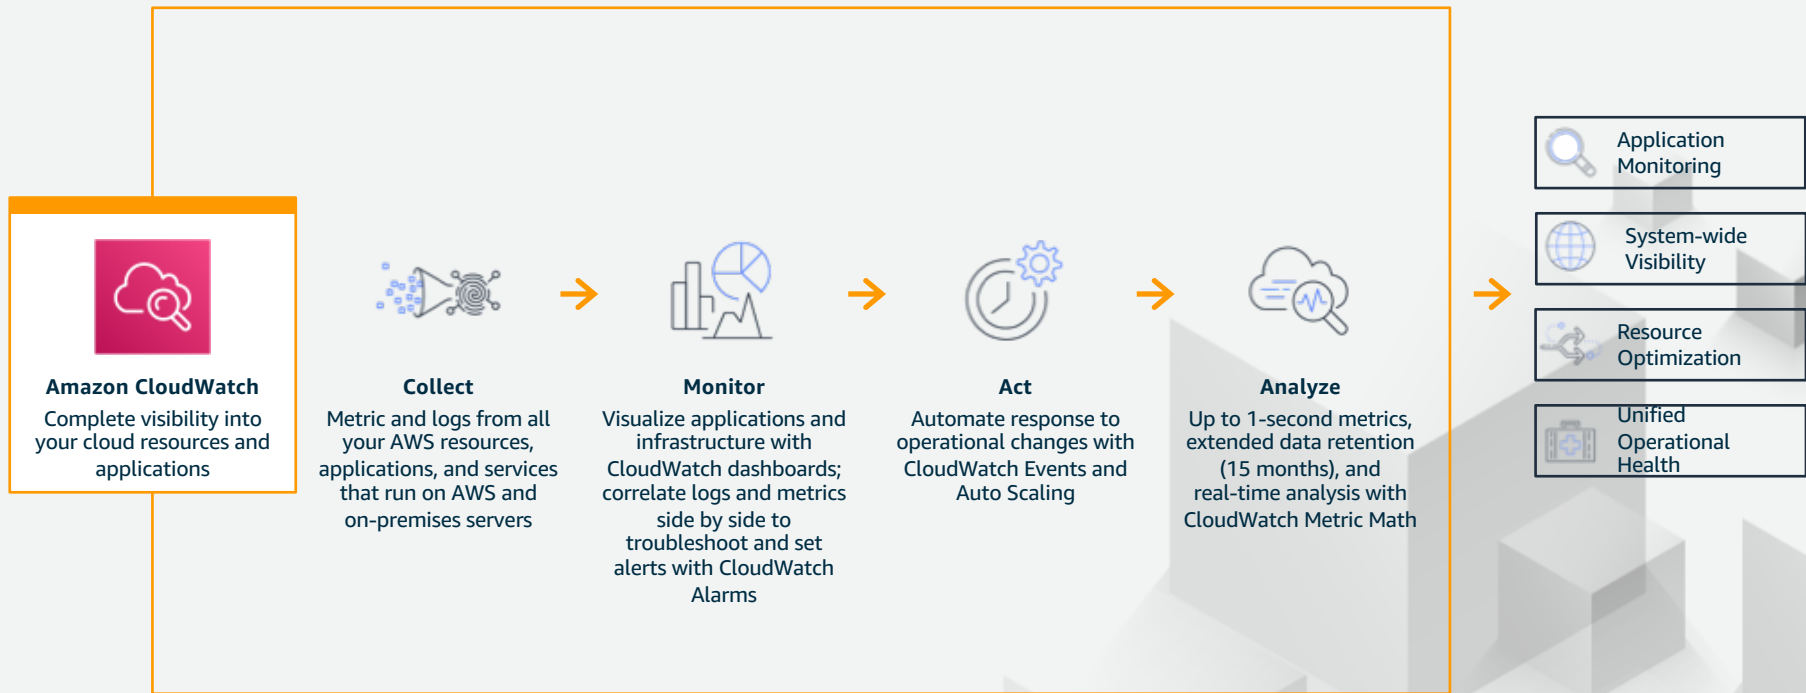 Amazon CloudWatch
Complete visibility into
your cloud resources and
applications
Collect
Metric and logs from all
your AWS resources,
applications, and services
that run on AWS and
on-premises servers
Monitor
Visualize applications and
infrastructure with
CloudWatch dashboards;
correlate logs and metrics
side by side to
troubleshoot and set
alerts with CloudWatch
Alarms
Act
Automate response to
operational changes with
CloudWatch Events and
Auto Scaling
Analyze
Up to 1-second metrics,
extended data retention
(15 months), and
real-time analysis with
CloudWatch Metric Math
Application
Monitoring
System-wide
Visibility
Resource
Optimization
Unified
Operational
Health